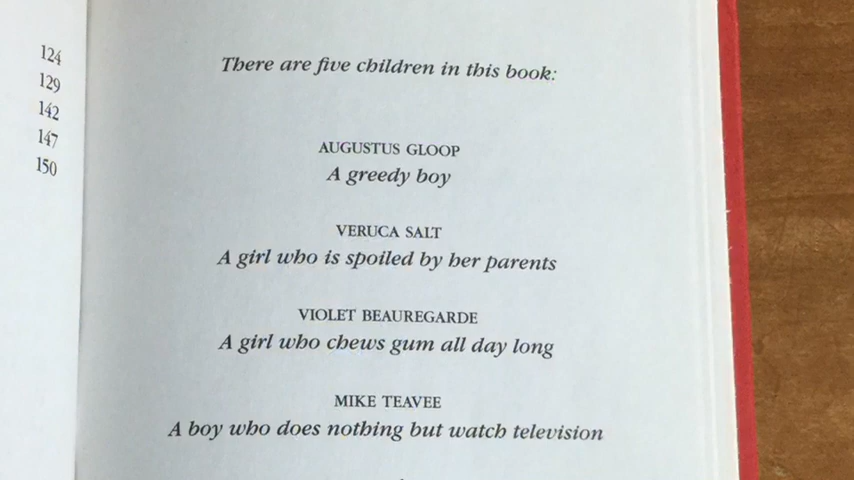 124
129
142
147
150
There are five children in this book:
AUGUSTUS GLOOP
A greedy boy
VERUCA SALT
A girl who is spoiled by her parents
VIOLET BEAUREGARDE
A girl who chews gum all day long
MIKE TEAVEE
A boy who does nothing but watch television